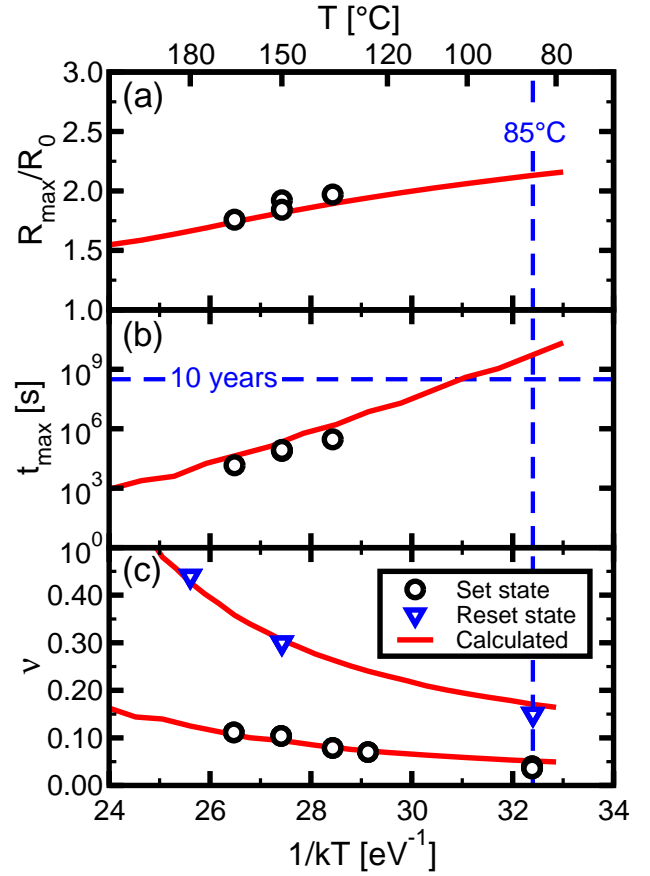 T [°C]
180 150 120 100 80
(a)
3.0
2.5
2.0
1.5
1.0
R_max/R_0
85°C
(b)
10^9
10^6
10^3
10^0
t_max [s]
10 years
(c)
0.40
0.30
0.20
0.10
0.00
ν
Set state
Reset state
Calculated
24 26 28 30 32 34
1/kT [eV^-1]